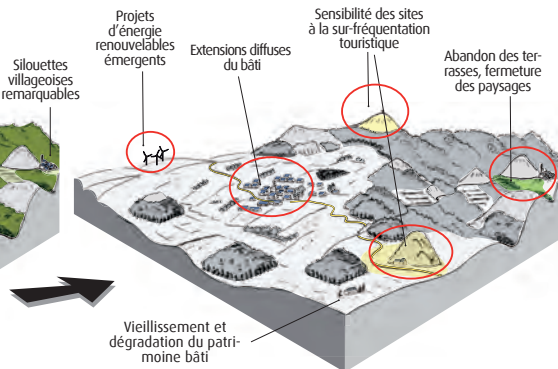 Silouettes
villageoises
remarquables
Projets
d'énergie
renouvelables
émergents
Extensions diffuses
du bâti
Sensibilité des sites
à la sur-fréquentation
touristique
Abandon des ter-
rasses, fermeture
des paysages
Vieillissement et
dégradation du patri-
moine bâti